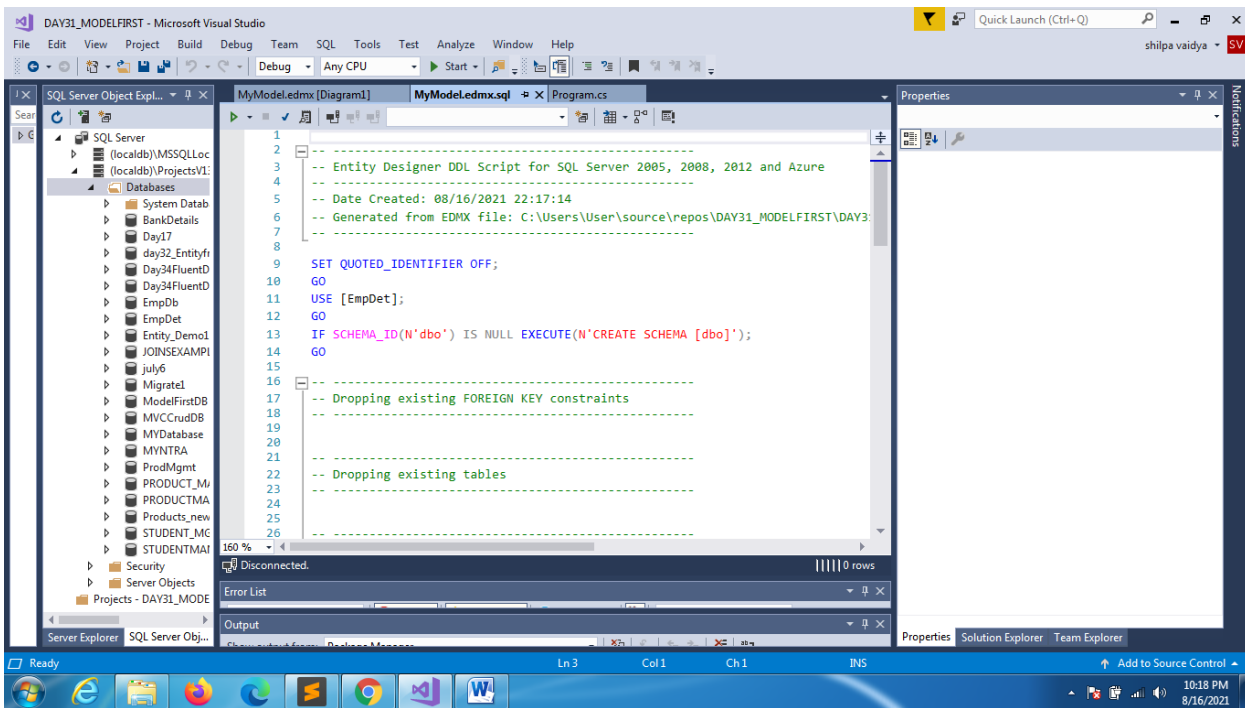 DAY31_MODELFIRST - Microsoft Visual Studio
Quick Launch (Ctrl+Q)
File Edit View Project Build Debug Team SQL Tools Test Analyze Window Help
shilpa vaidya SV
Debug Any CPU Start
SQL Server Object Expl...
MyModel.edmx [Diagram1] MyModel.edmx.sql Program.cs
Properties
Notifications
Sear
SQL Server
(localdb)\MSSQLLoc
(localdb)\ProjectsV1
Databases
System Datab
BankDetails
Day17
day32_Entityfr
Day34FluentD
Day34FluentD
EmpDb
EmpDet
Entity_Demo1
JOINSEXAMPL
july6
Migrate1
ModelFirstDB
MVCCrudDB
MYDatabase
MYNTRA
ProdMgmt
PRODUCT_M
PRODUCTMA
Products_new
STUDENT_MG
STUDENTMAI
Security
Server Objects
Projects - DAY31_MODE
Server Explorer SQL Server Obj...
1
2 -- --------------------------------------------------
3 -- Entity Designer DDL Script for SQL Server 2005, 2008, 2012 and Azure
4 -- --------------------------------------------------
5 -- Date Created: 08/16/2021 22:17:14
6 -- Generated from EDMX file: C:\Users\User\source\repos\DAY31_MODELFIRST\DAY3
7 -- --------------------------------------------------
8
9 SET QUOTED_IDENTIFIER OFF;
10 GO
11 USE [EmpDet];
12 GO
13 IF SCHEMA_ID(N'dbo') IS NULL EXECUTE(N'CREATE SCHEMA [dbo]');
14 GO
15
16 -- --------------------------------------------------
17 -- Dropping existing FOREIGN KEY constraints
18 -- --------------------------------------------------
19
20
21 -- --------------------------------------------------
22 -- Dropping existing tables
23 -- --------------------------------------------------
24
25
26 -- --------------------------------------------------
160 %
Disconnected. 0 rows
Error List
Output
Properties Solution Explorer Team Explorer
Ready Ln 3 Col 1 Ch 1 INS Add to Source Control
10:18 PM
8/16/2021